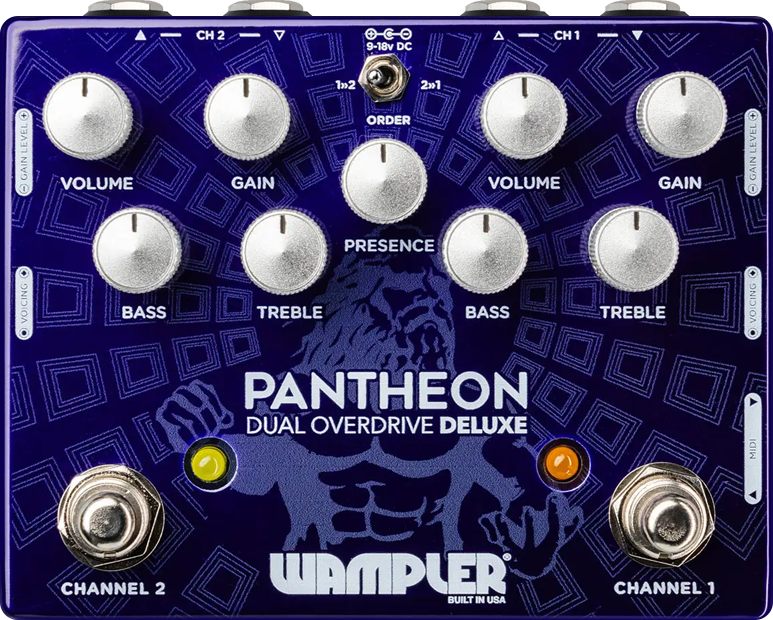 CH 2
CH 1
9-18v DC
1»2
2»1
ORDER
GAIN LEVEL
GAIN LEVEL
VOLUME
GAIN
VOLUME
GAIN
PRESENCE
VOICING
VOICING
BASS
TREBLE
BASS
TREBLE
PANTHEON
DUAL OVERDRIVE DELUXE
MIDI
WAMPLER®
BUILT IN USA
CHANNEL 2
CHANNEL 1